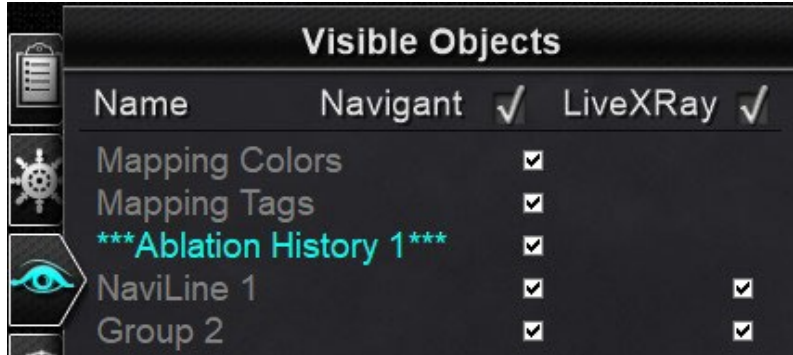 Visible Objects
Name Navigant LiveXRay
Mapping Colors
Mapping Tags
***Ablation History 1***
NaviLine 1
Group 2